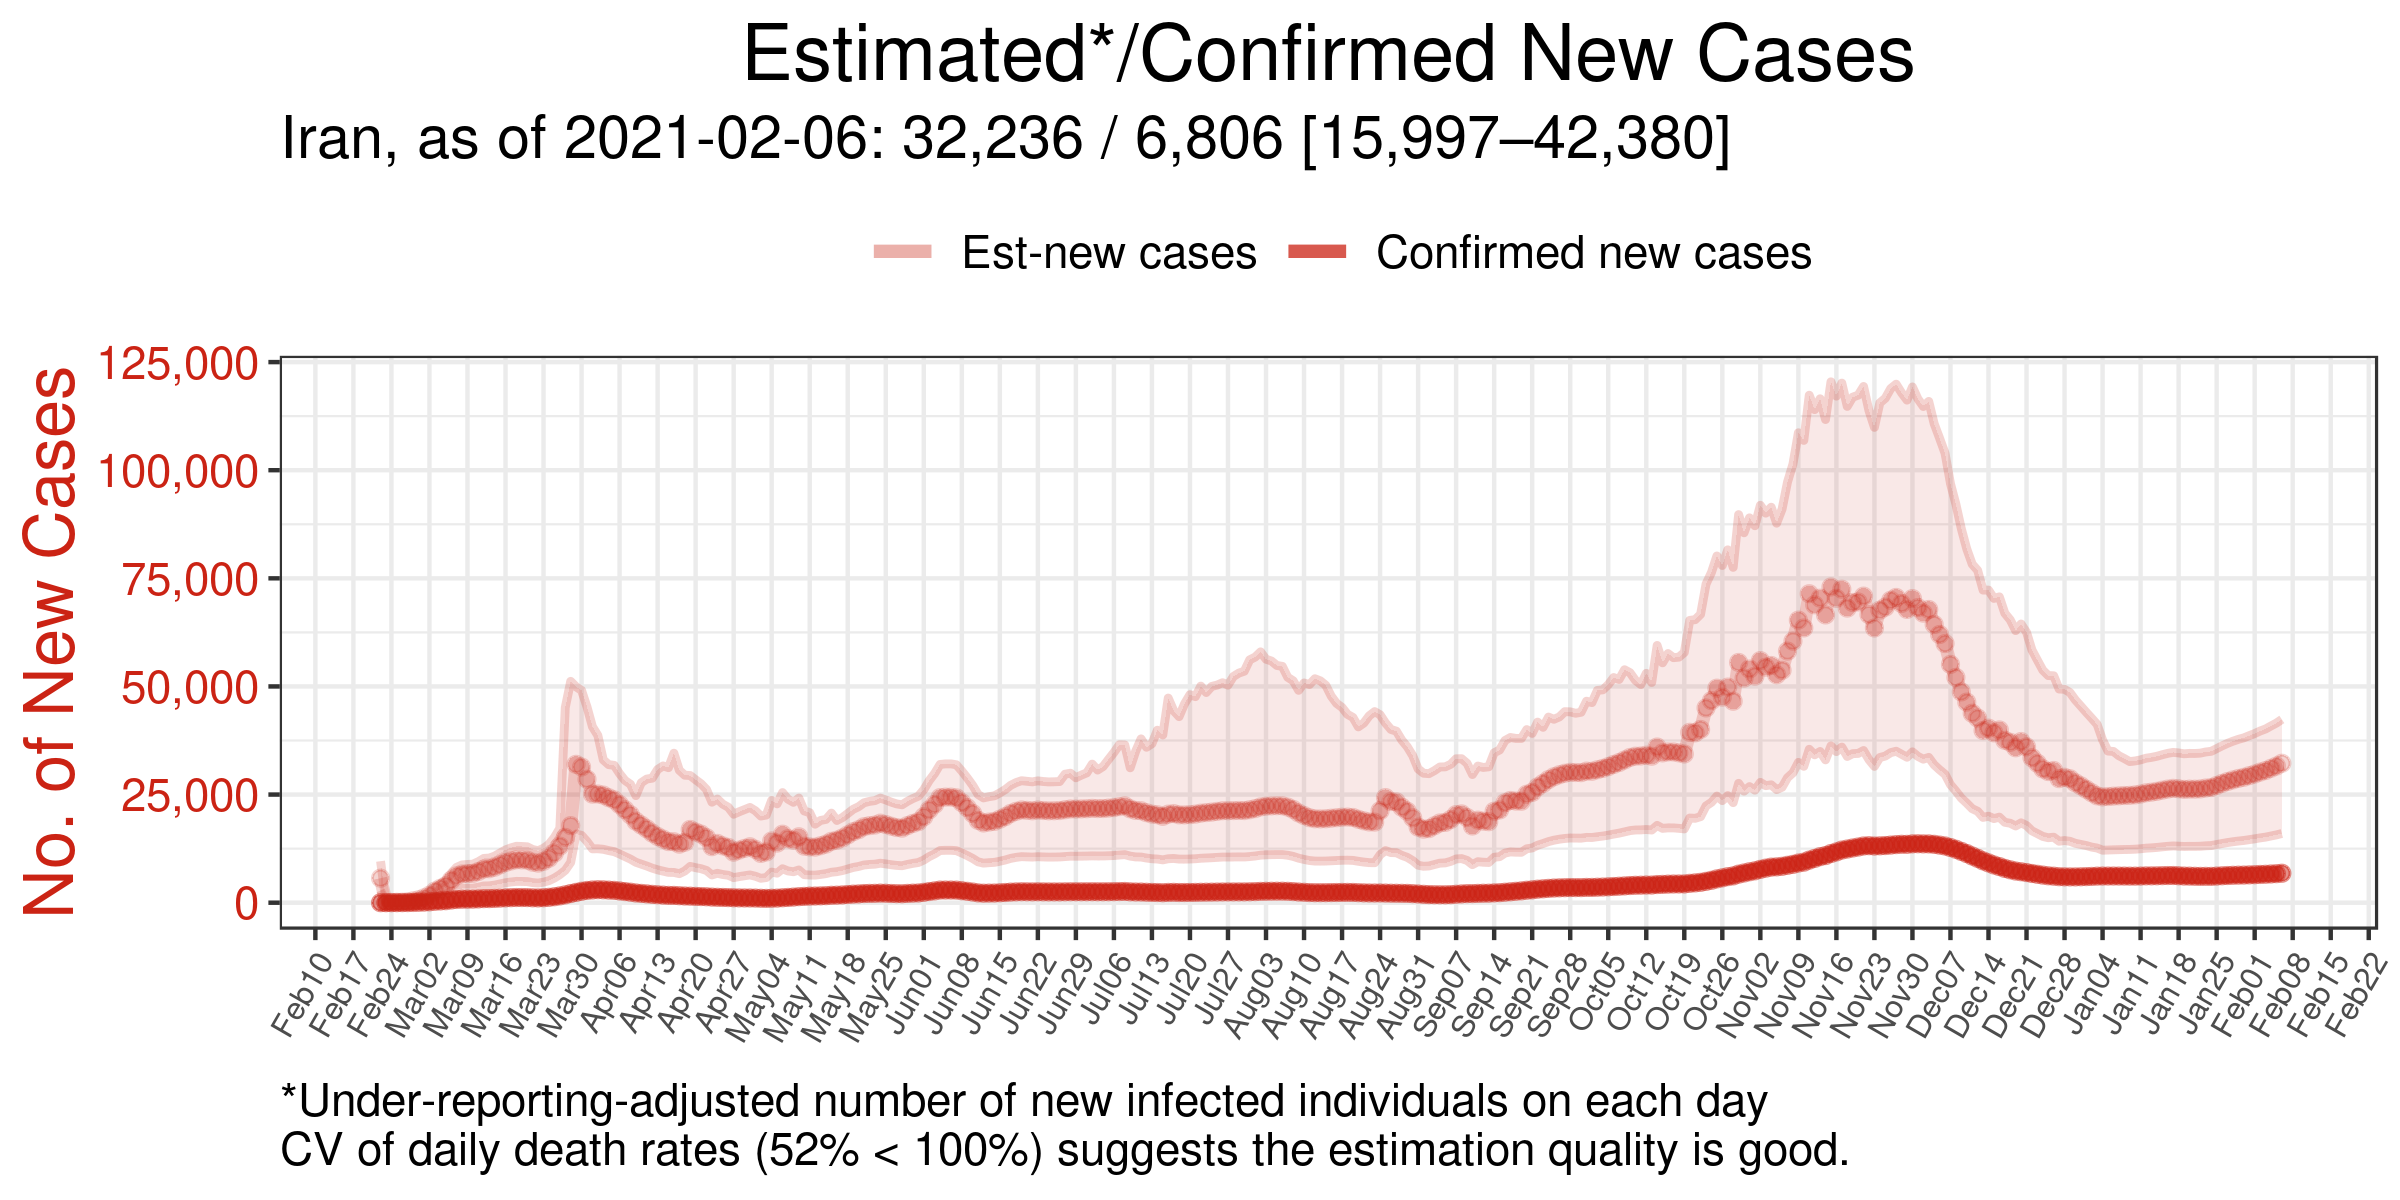 Estimated*/Confirmed New Cases
Iran, as of 2021-02-06: 32,236 / 6,806 [15,997–42,380]
Est-new cases
Confirmed new cases
No. of New Cases
125,000
100,000
75,000
50,000
25,000
0
Feb10
Feb17
Feb24
Mar02
Mar09
Mar16
Mar23
Mar30
Apr06
Apr13
Apr20
Apr27
May04
May11
May18
May25
Jun01
Jun08
Jun15
Jun22
Jun29
Jul06
Jul13
Jul20
Jul27
Aug03
Aug10
Aug17
Aug24
Aug31
Sep07
Sep14
Sep21
Sep28
Oct05
Oct12
Oct19
Oct26
Nov02
Nov09
Nov16
Nov23
Nov30
Dec07
Dec14
Dec21
Dec28
Jan04
Jan11
Jan18
Jan25
Feb01
Feb08
Feb15
Feb22
*Under-reporting-adjusted number of new infected individuals on each day
CV of daily death rates (52% < 100%) suggests the estimation quality is good.